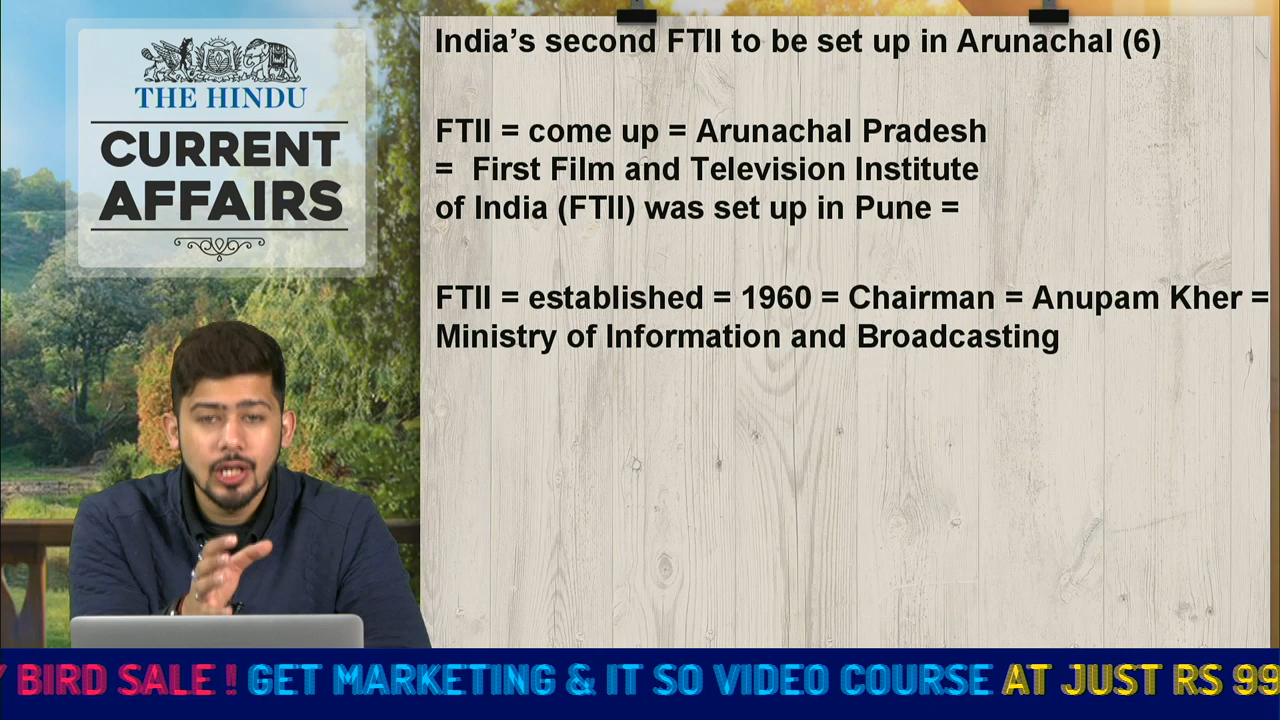 THE HINDU
CURRENT
AFFAIRS
India’s second FTII to be set up in Arunachal (6)
FTII = come up = Arunachal Pradesh
= First Film and Television Institute
of India (FTII) was set up in Pune =
FTII = established = 1960 = Chairman = Anupam Kher =
Ministry of Information and Broadcasting
BIRD SALE ! GET MARKETING & IT SO VIDEO COURSE AT JUST RS 99